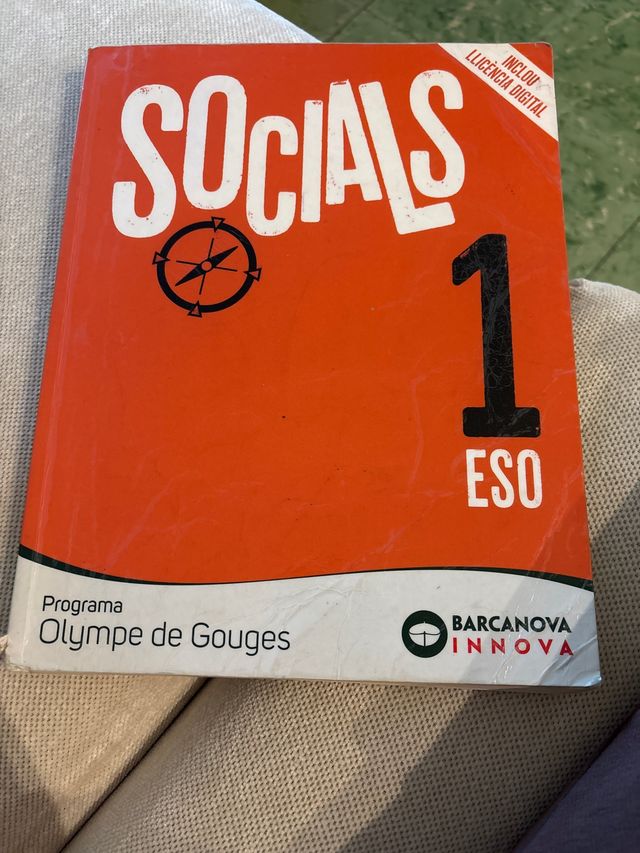 INCLOU
LLICÈNCIA DIGITAL
SOCIALS
1
ESO
Programa
Olympe de Gouges
BARCANOVA
INNOVA